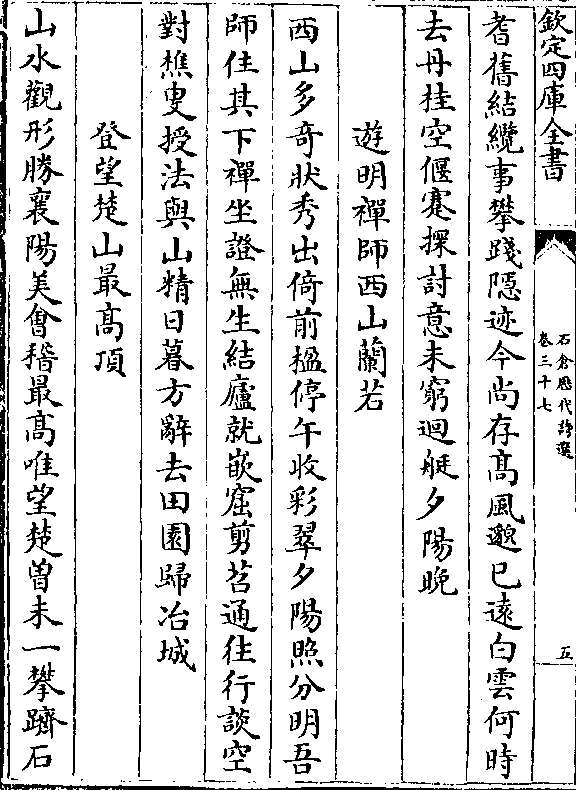 欽定四庫全書
石倉歷代詩選
卷三十七
五
耆舊結纜事攀踐隱迹今尚存髙風邈已遠白雲何時
去丹桂空偃蹇探討意未窮迴艇夕陽晚
遊明禪師西山蘭若
西山多竒狀秀出倚前楹停午收彩翠夕陽照分明吾
師住其下禪坐證無生結廬就嵌窟剪苕通往行談空
對樵叟授法與山精日暮方辭去田園歸冶城
登望楚山最髙頂
山水觀形勝襄陽美會稽最髙唯望楚曽未一攀躋石